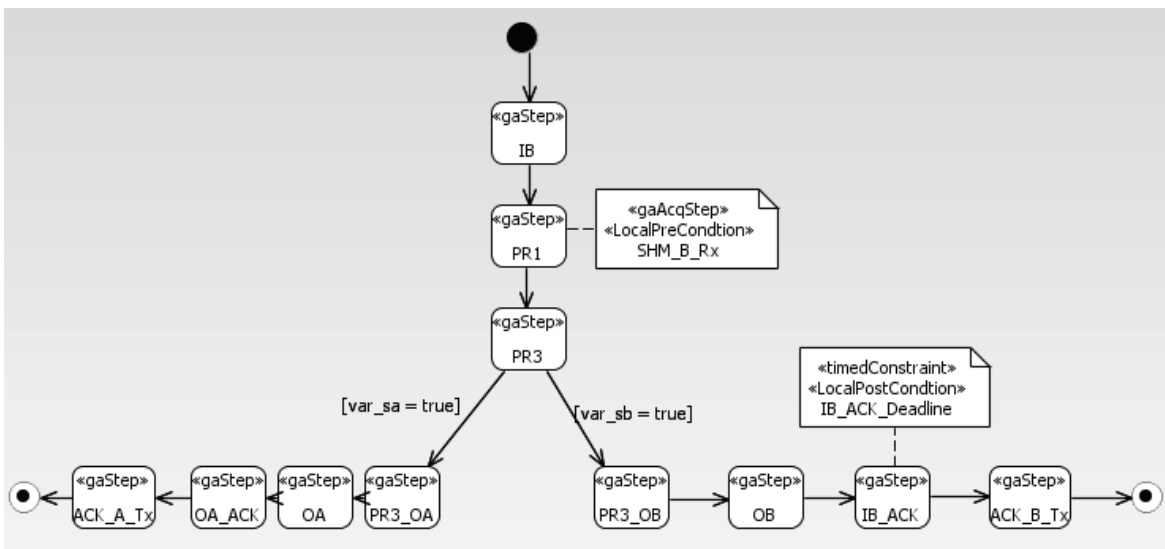 «gaStep»
IB
«gaStep»
PR1
«gaAcqStep»
«LocalPreCondtion»
SHM_B_Rx
«gaStep»
PR3
[var_sa = true]
[var_sb = true]
«timedConstraint»
«LocalPostCondtion»
IB_ACK_Deadline
«gaStep»
ACK_A_Tx
«gaStep»
OA_ACK
«gaStep»
OA
«gaStep»
PR3_OA
«gaStep»
PR3_OB
«gaStep»
OB
«gaStep»
IB_ACK
«gaStep»
ACK_B_Tx